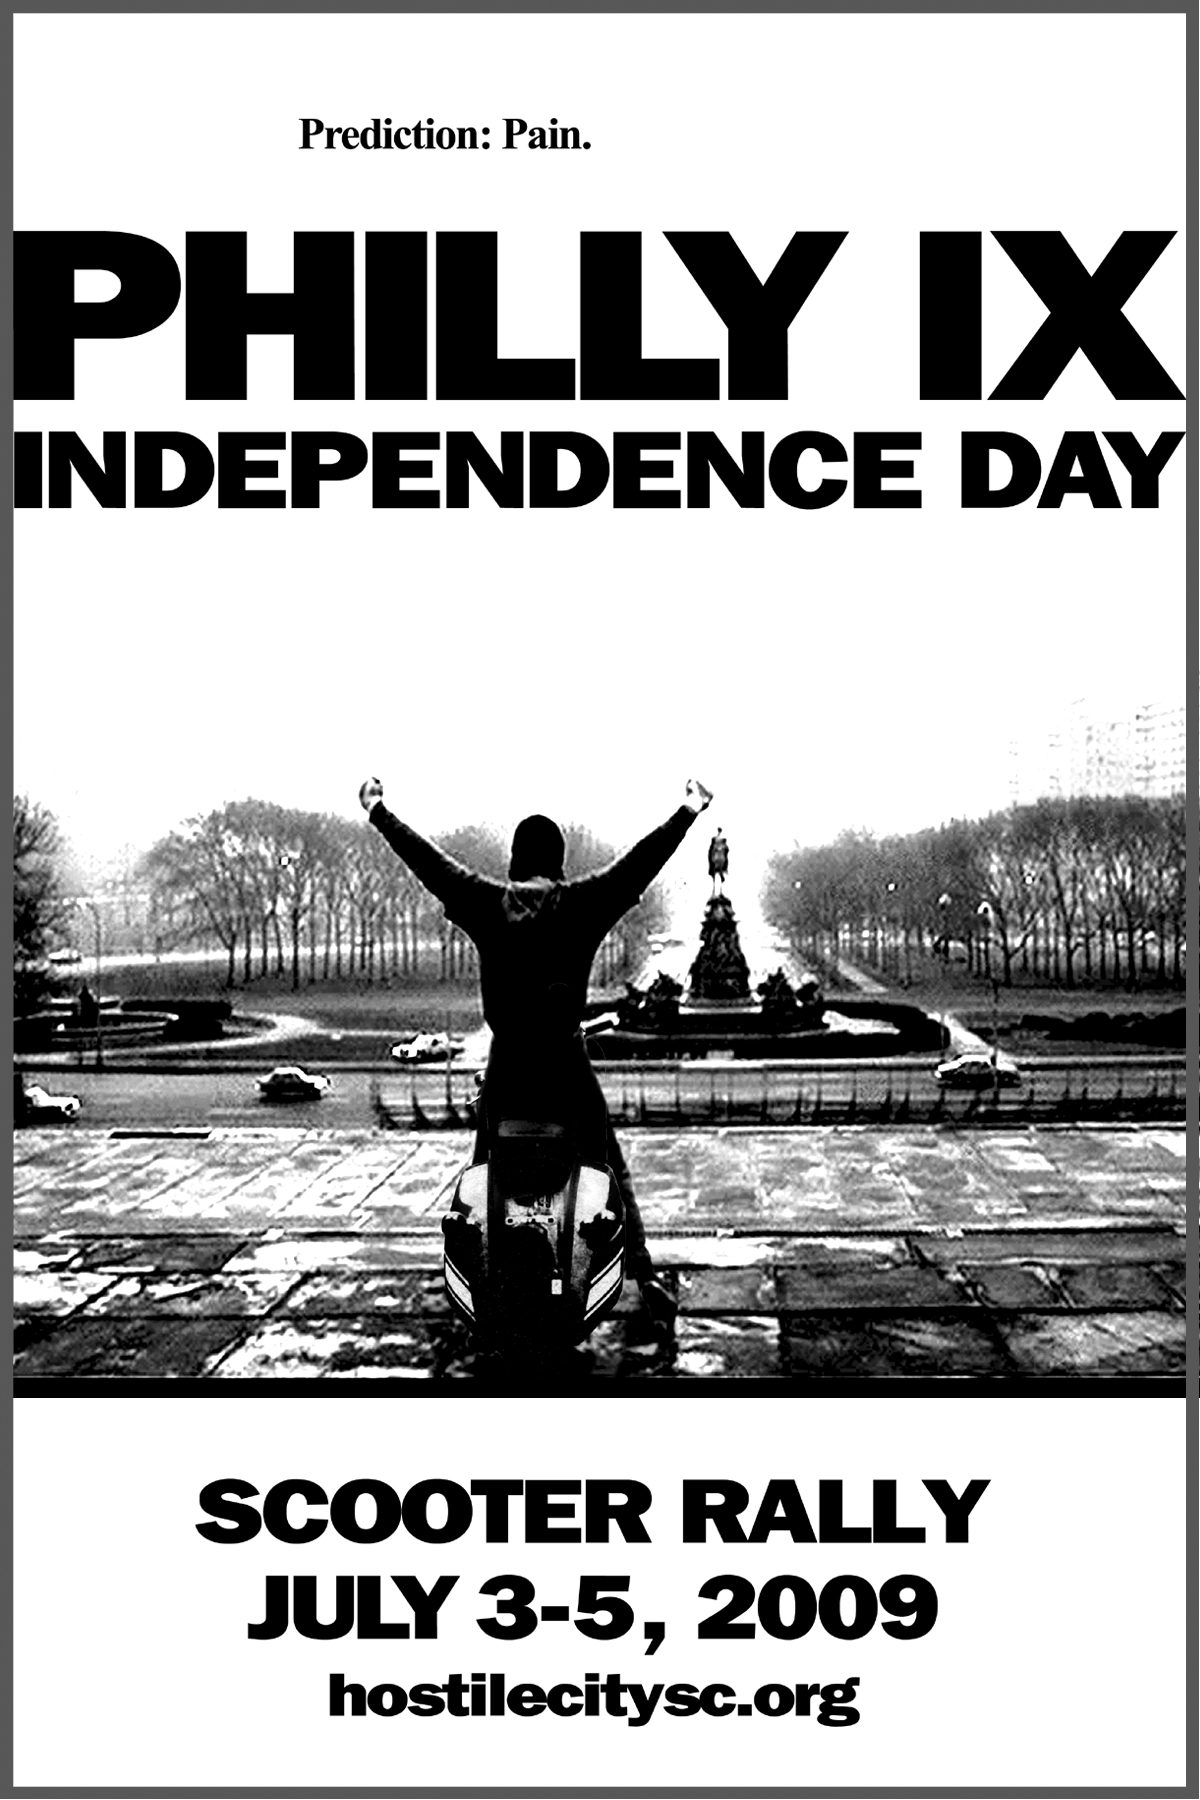 Prediction: Pain.
PHILLY IX
INDEPENDENCE DAY
SCOOTER RALLY
JULY 3-5, 2009
hostilecitysc.org